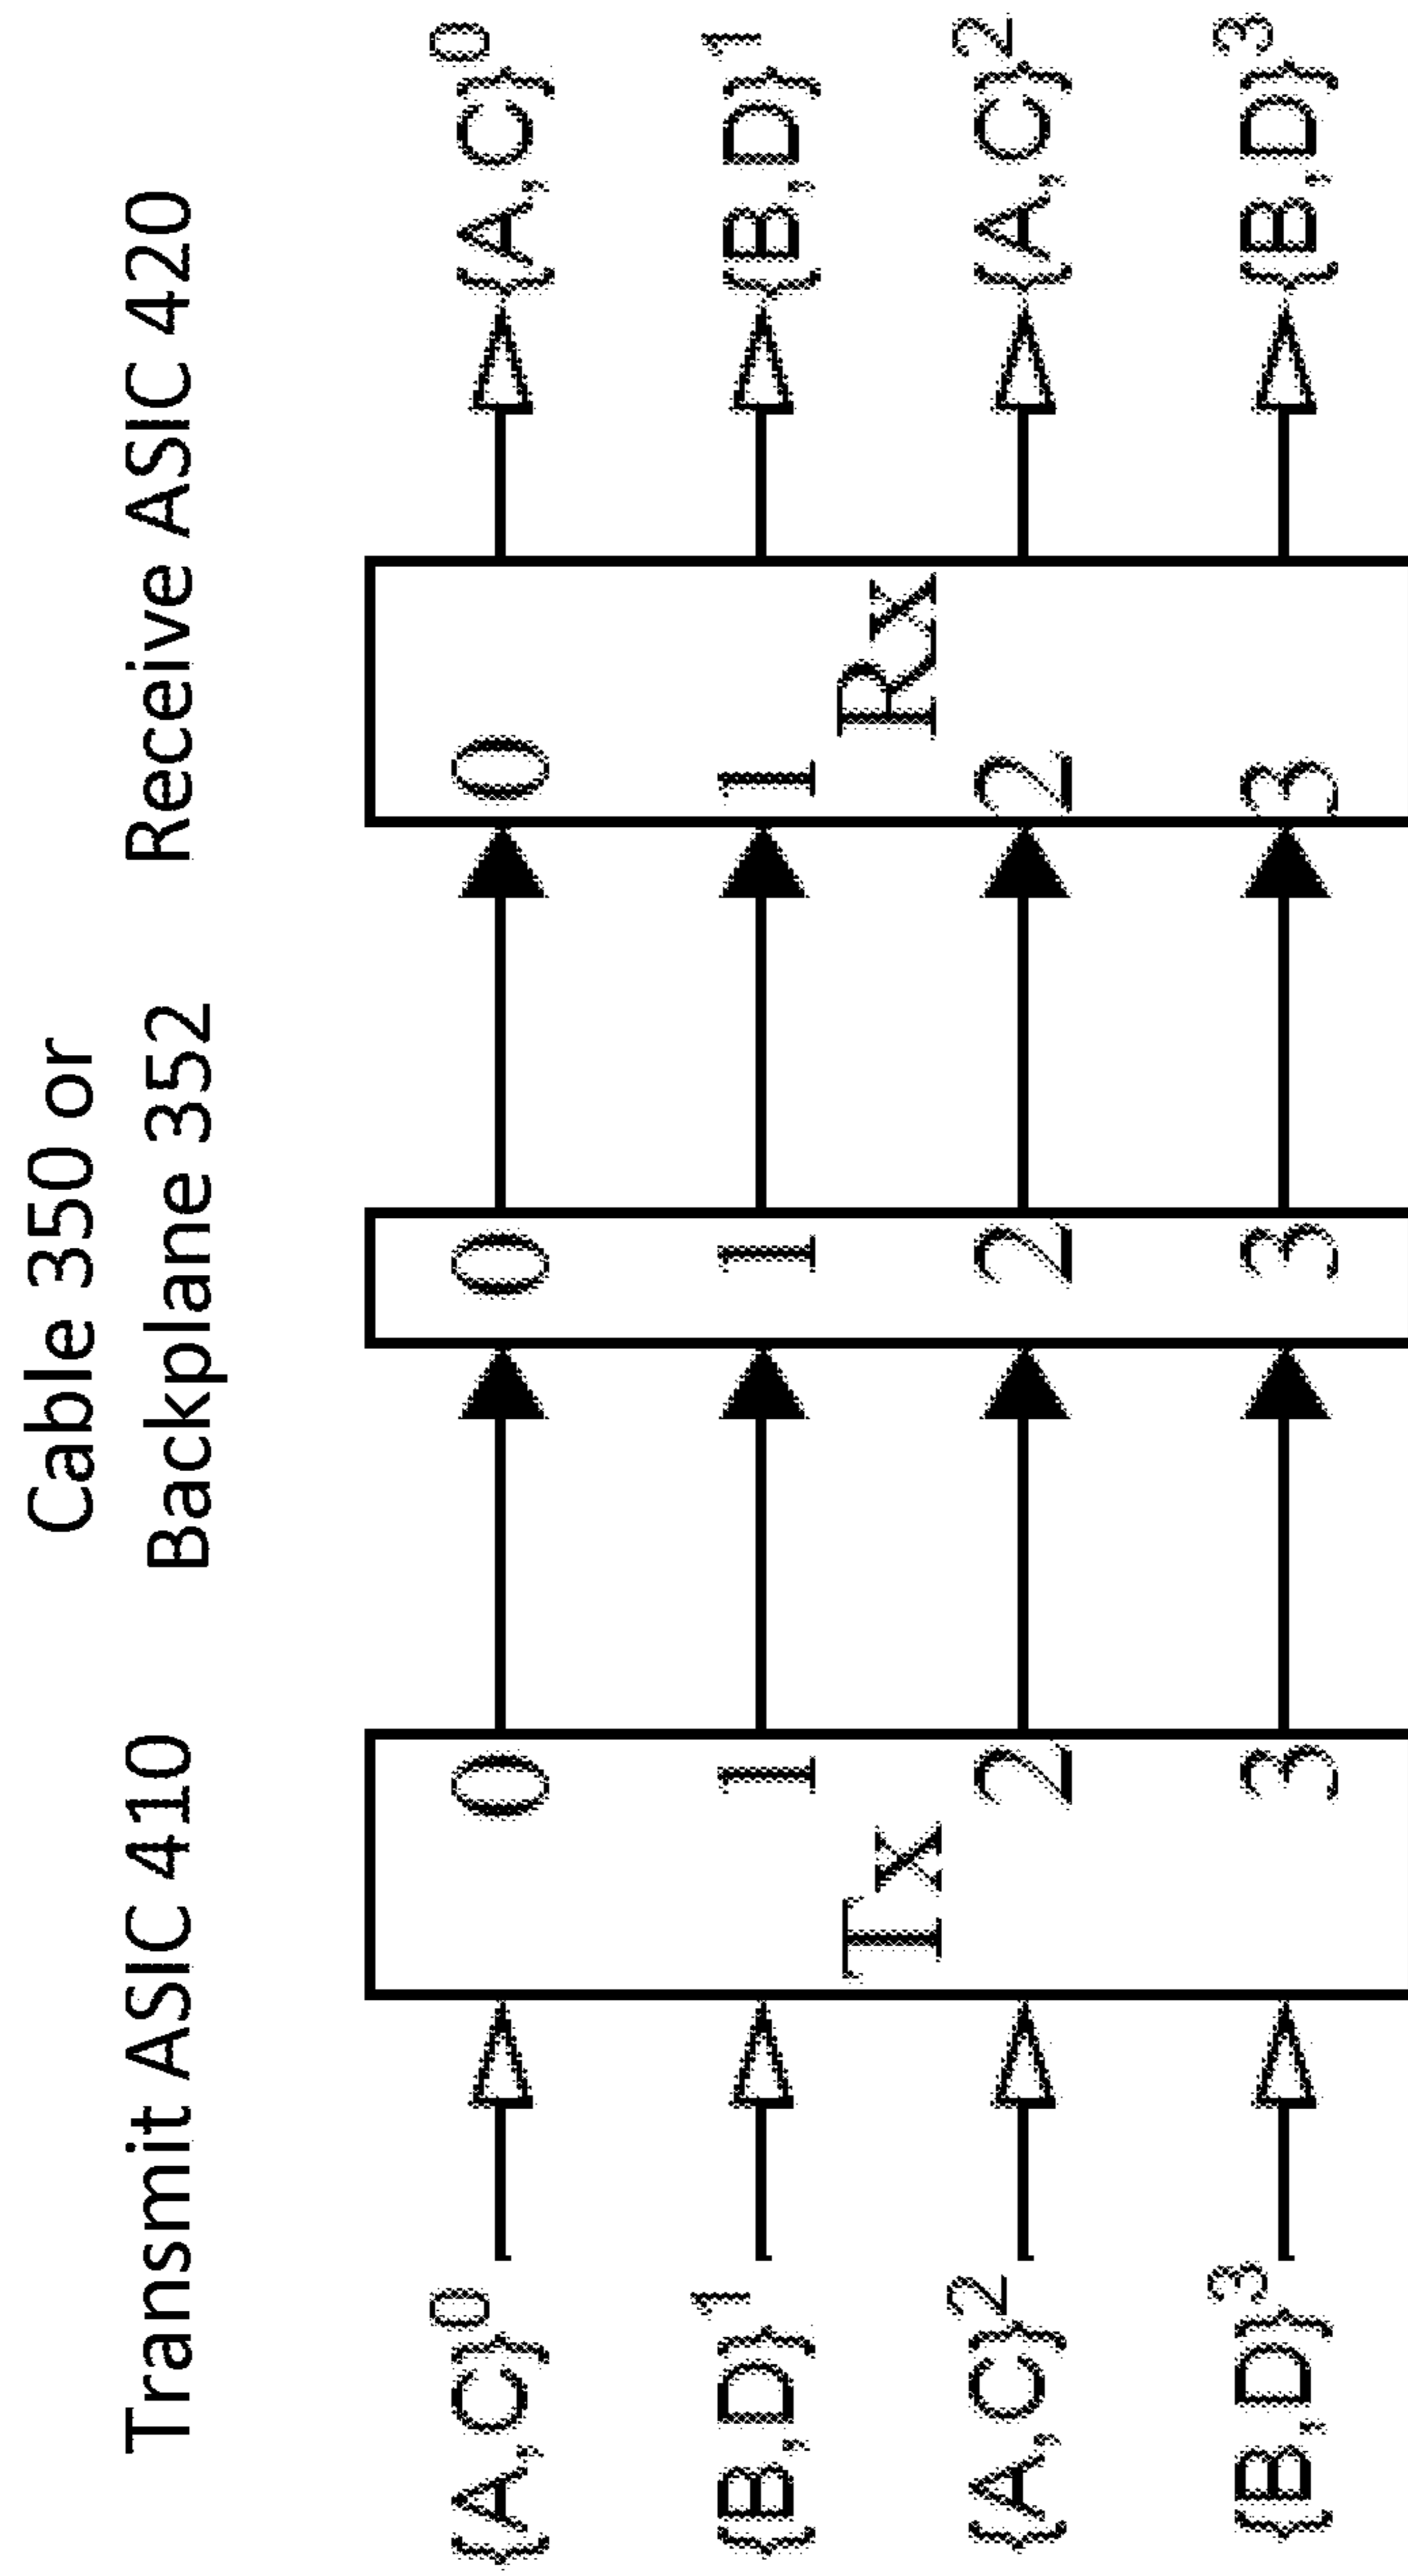 Cable 350 or
Transmit ASIC 410 Backplane 352 Receive ASIC 420
{A,C}⁰ 0 0 0 {A,C}⁰
{B,D}¹ 1 1 1 {B,D}¹
Tx Rx
{A,C}² 2 2 2 {A,C}²
{B,D}³ 3 3 3 {B,D}³